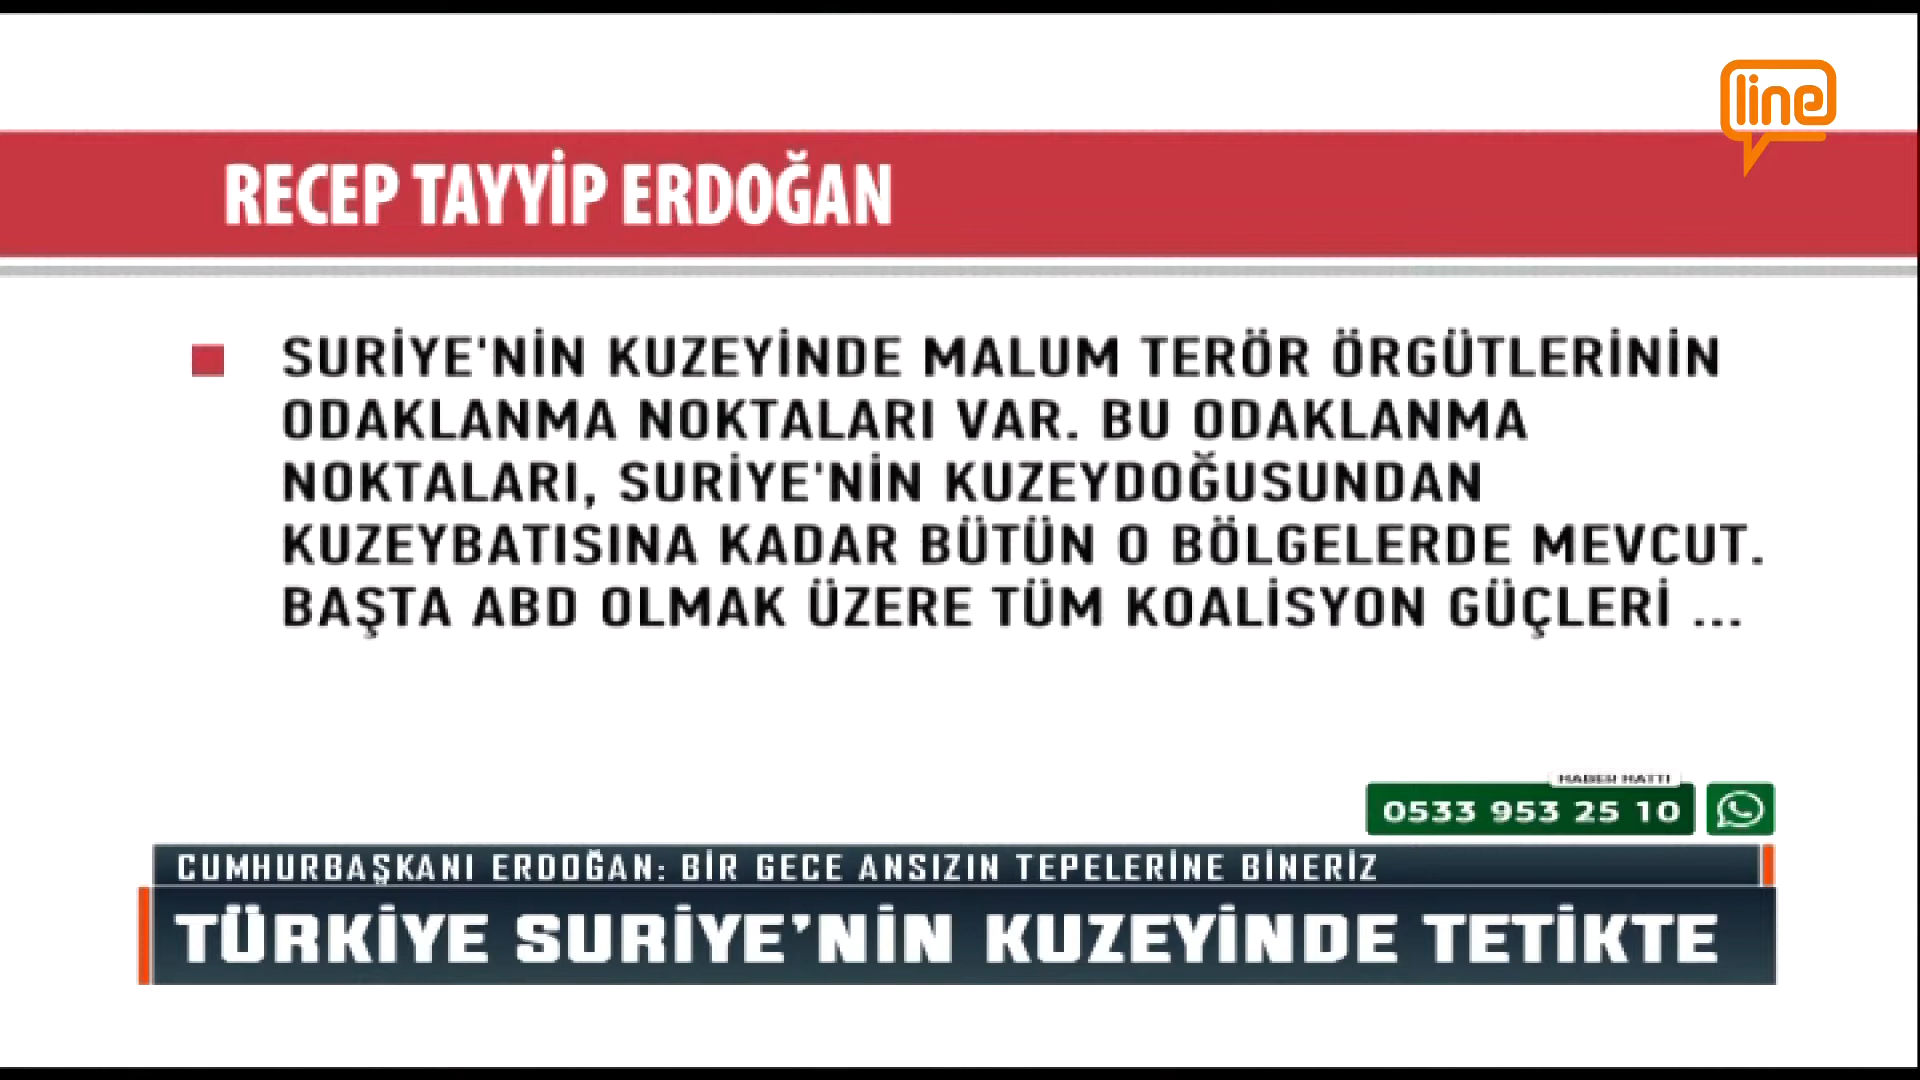 line
RECEP TAYYİP ERDOĞAN
SURİYE'NİN KUZEYİNDE MALUM TERÖR ÖRGÜTLERİNİN
ODAKLANMA NOKTALARI VAR. BU ODAKLANMA
NOKTALARI, SURİYE'NİN KUZEYDOĞUSUNDAN
KUZEYBATISINA KADAR BÜTÜN O BÖLGELERDE MEVCUT.
BAŞTA ABD OLMAK ÜZERE TÜM KOALİSYON GÜÇLERİ ...
HABER HATTI
0533 953 25 10
CUMHURBAŞKANI ERDOĞAN: BİR GECE ANSIZIN TEPELERİNE BİNERİZ
TÜRKİYE SURİYE’NİN KUZEYİNDE TETİKTE